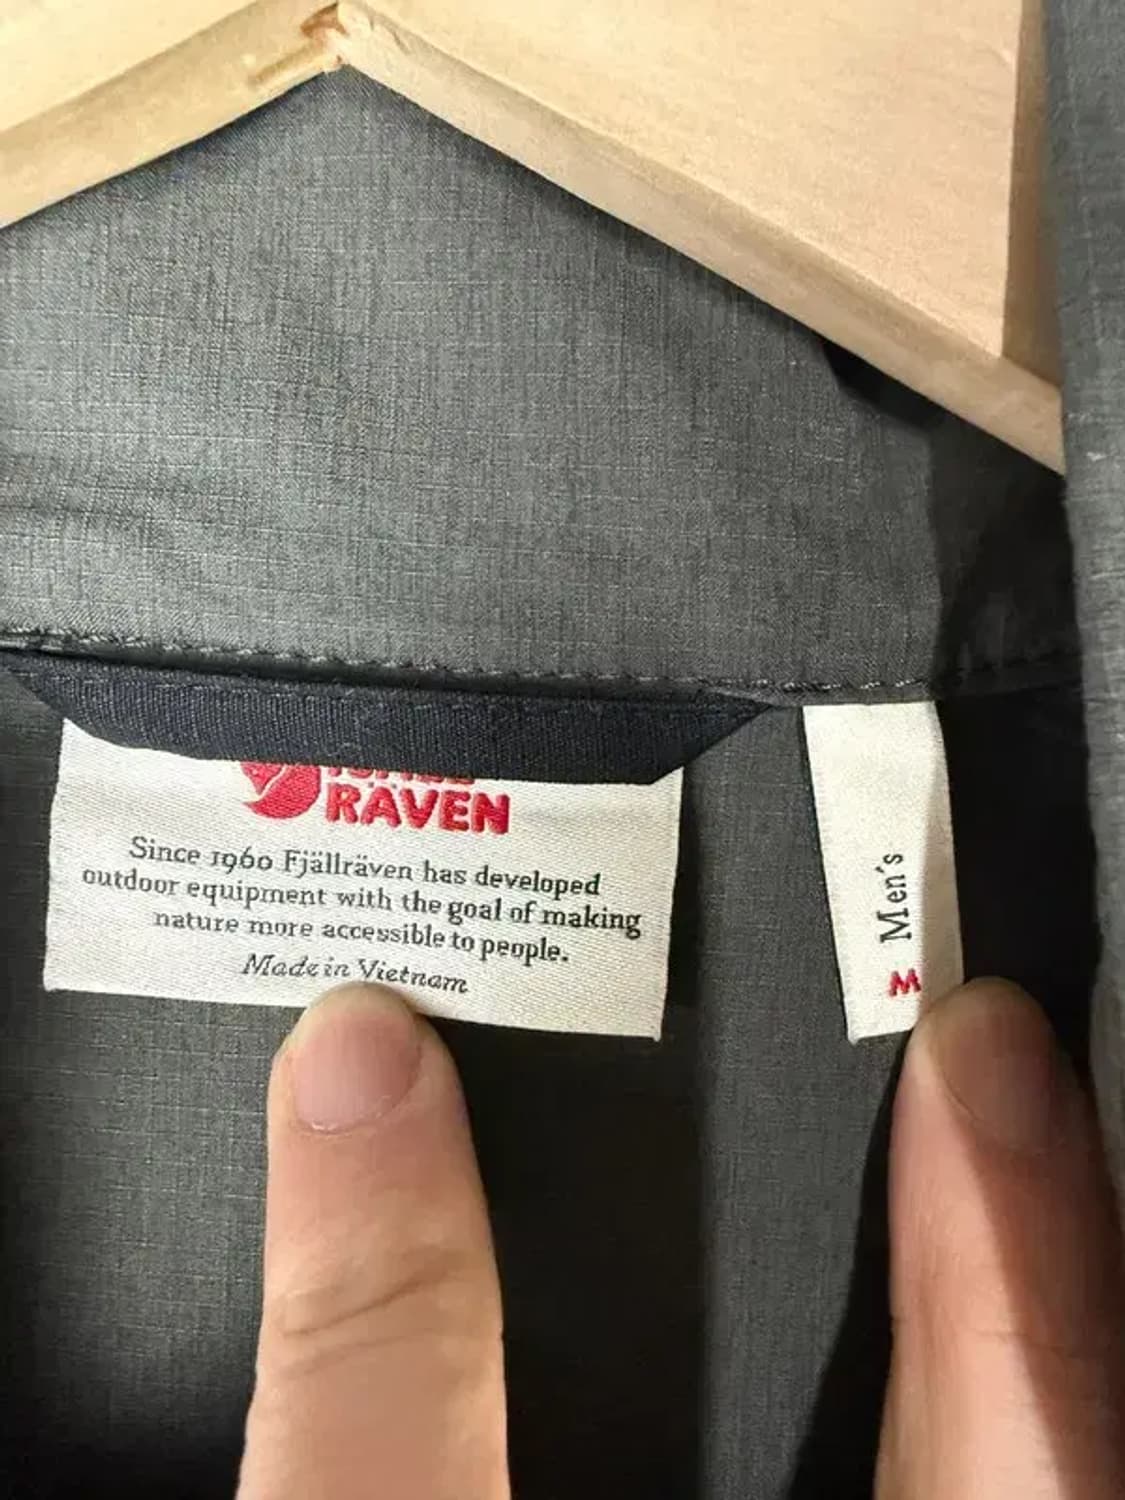 RÄVEN
Since 1960 Fjällräven has developed
outdoor equipment with the goal of making
nature more accessible to people.
Made in Vietnam
Men's
M